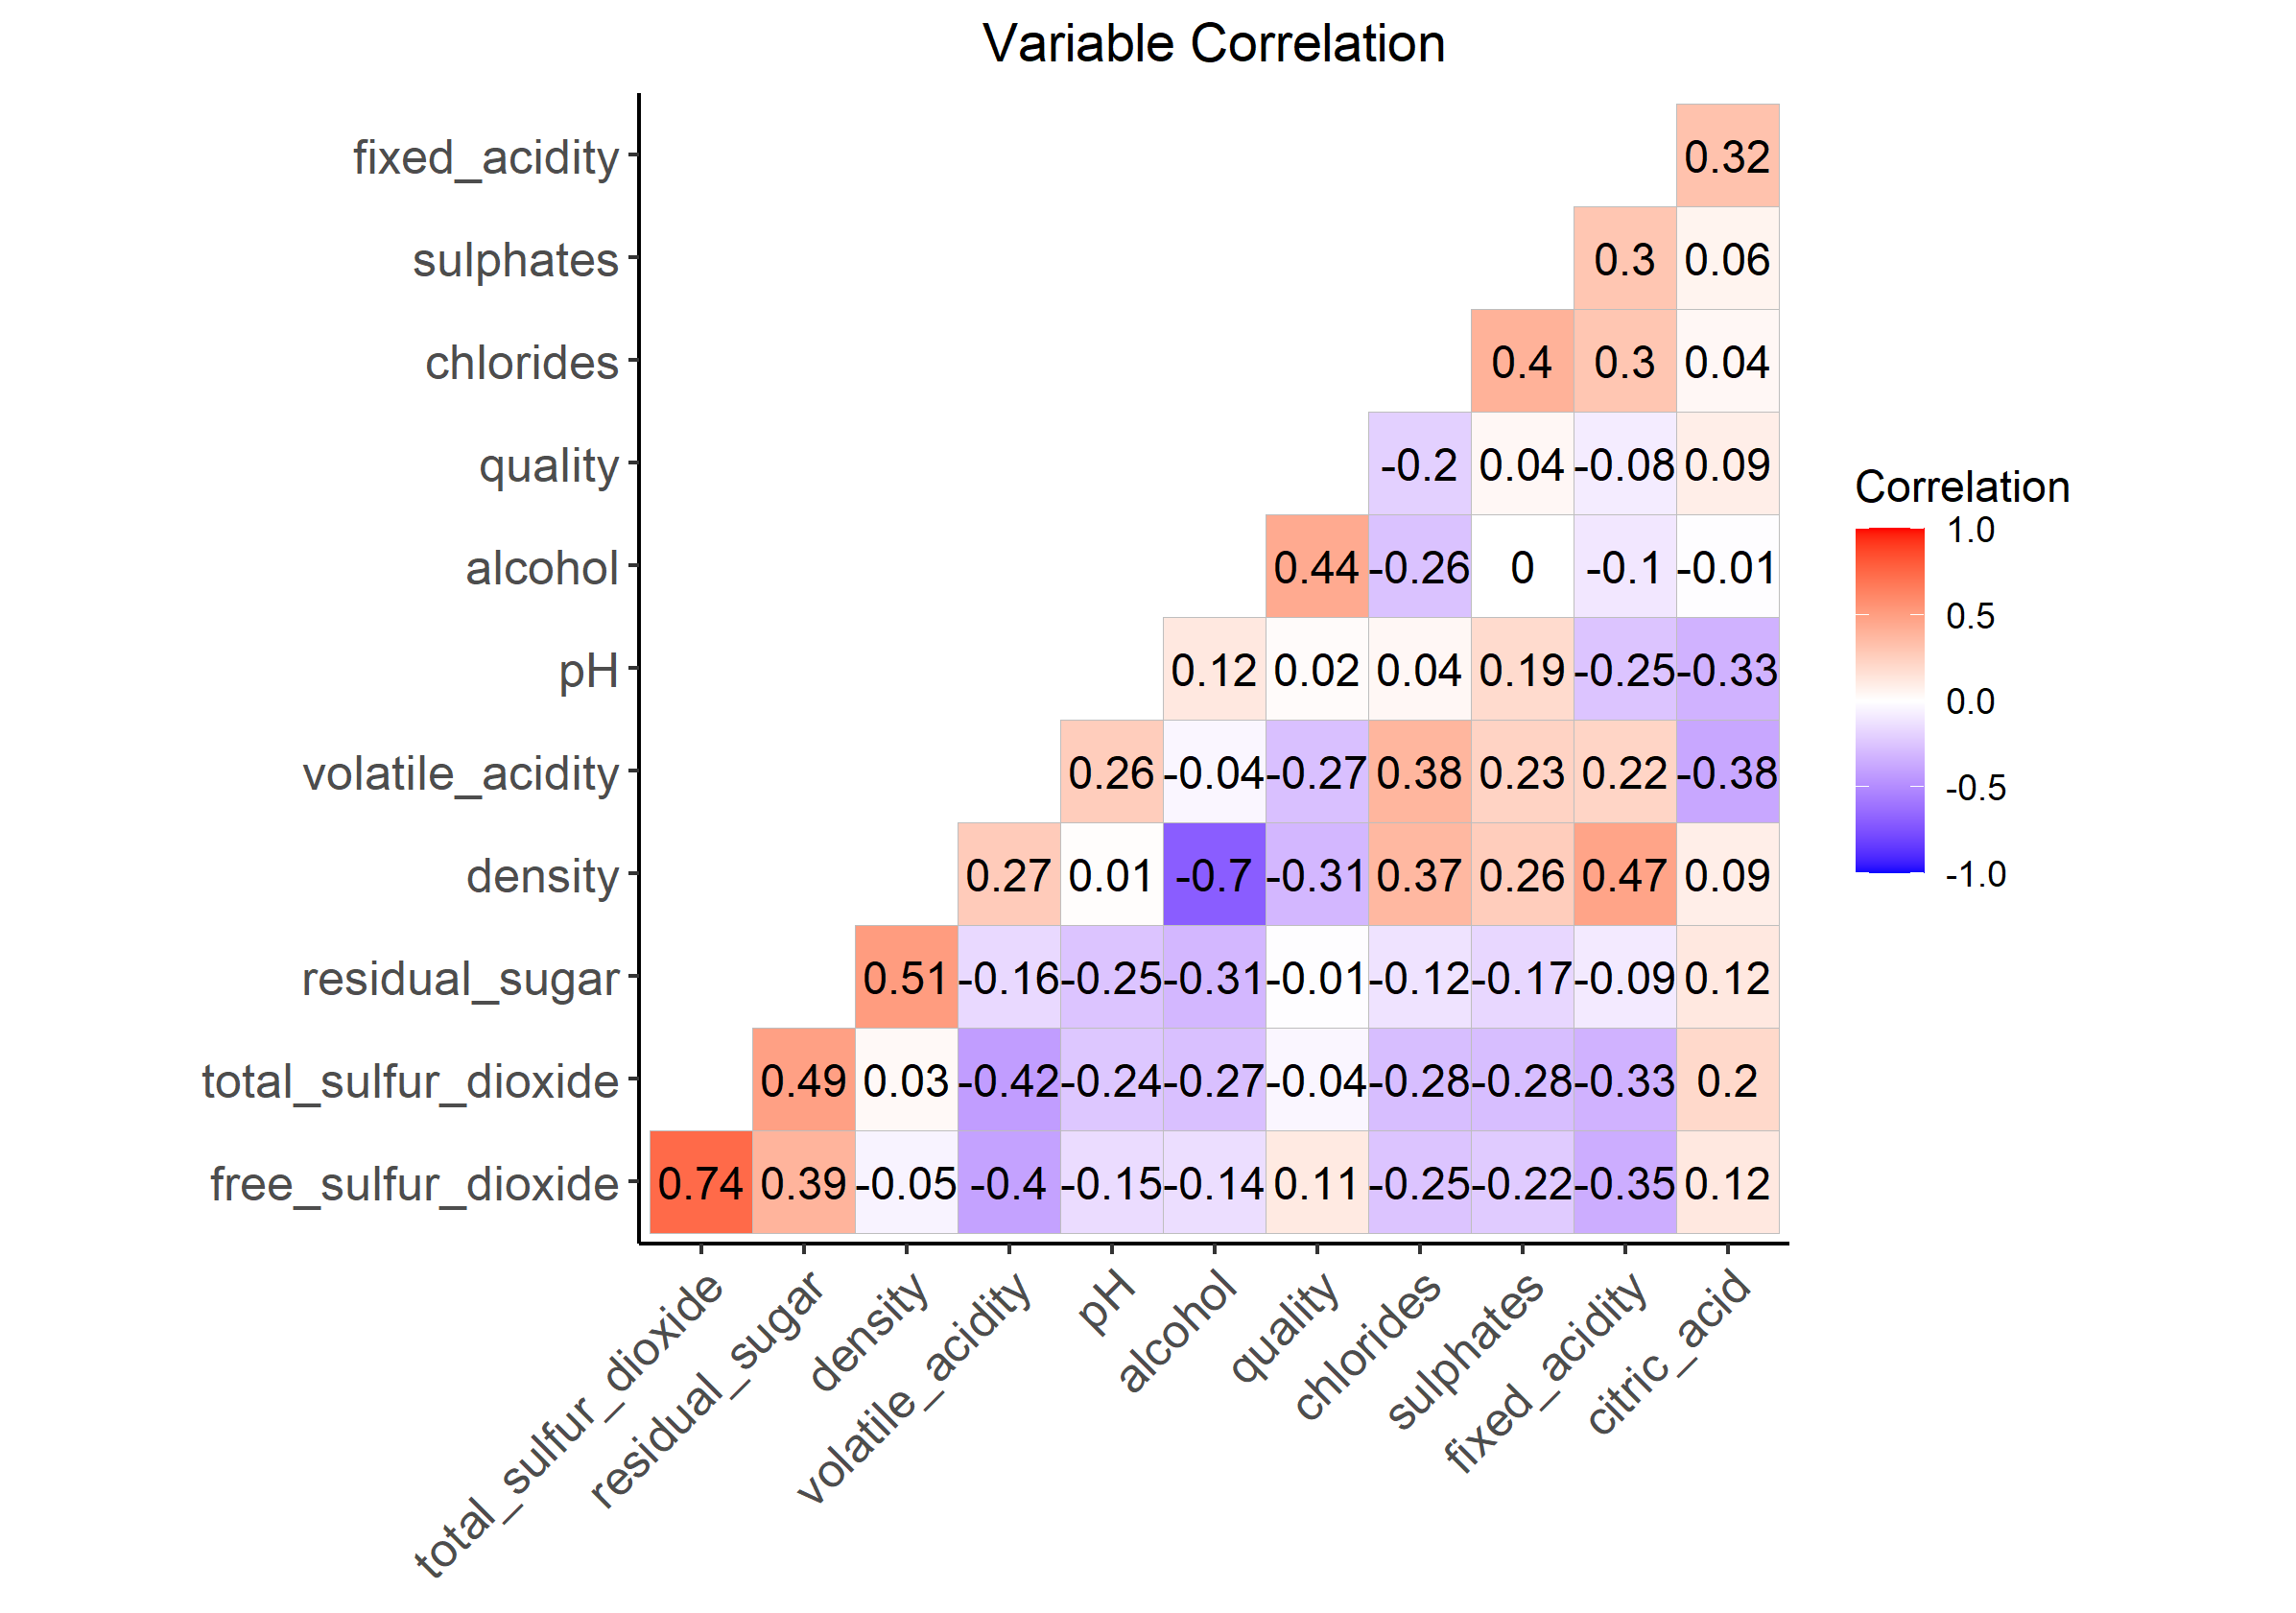 Variable Correlation
fixed_acidity 0.32
sulphates 0.3 0.06
chlorides 0.4 0.3 0.04
quality -0.2 0.04 -0.08 0.09
alcohol 0.44 -0.26 0 -0.1 -0.01
pH 0.12 0.02 0.04 0.19 -0.25 -0.33
volatile_acidity 0.26 -0.04 -0.27 0.38 0.23 0.22 -0.38
density 0.27 0.01 -0.7 -0.31 0.37 0.26 0.47 0.09
residual_sugar 0.51 -0.16 -0.25 -0.31 -0.01 -0.12 -0.17 -0.09 0.12
total_sulfur_dioxide 0.49 0.03 -0.42 -0.24 -0.27 -0.04 -0.28 -0.28 -0.33 0.2
free_sulfur_dioxide 0.74 0.39 -0.05 -0.4 -0.15 -0.14 0.11 -0.25 -0.22 -0.35 0.12
total_sulfur_dioxide
residual_sugar
density
volatile_acidity
pH
alcohol
quality
chlorides
sulphates
fixed_acidity
citric_acid
Correlation
1.0
0.5
0.0
-0.5
-1.0